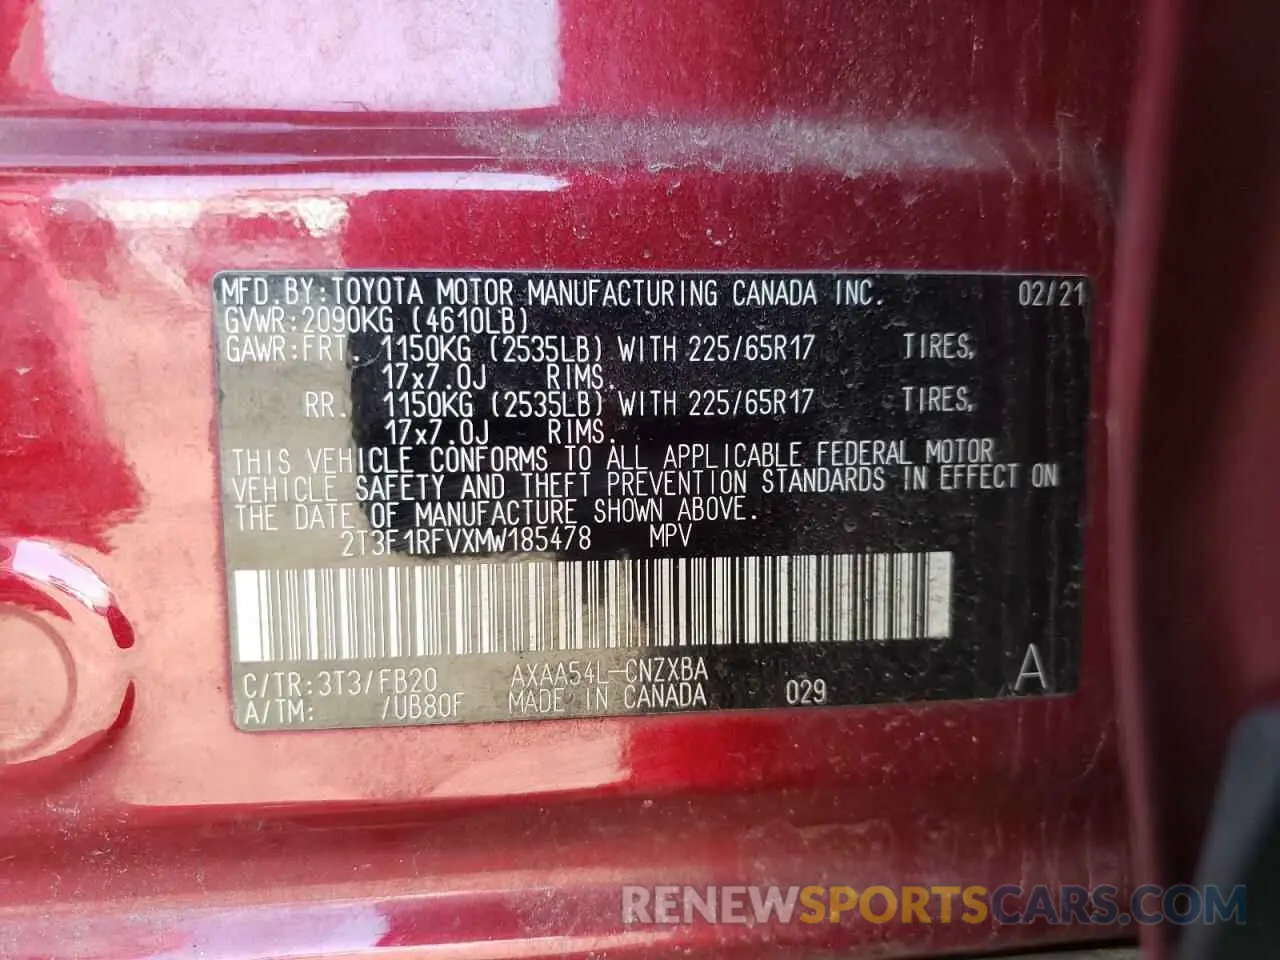 MFD.BY:TOYOTA MOTOR MANUFACTURING CANADA INC. 02/21
GVWR:2090KG (4610LB)
GAWR:FRT. 1150KG (2535LB) WITH 225/65R17 TIRES,
17x7.0J RIMS.
RR. 1150KG (2535LB) WITH 225/65R17 TIRES,
17x7.0J RIMS.
THIS VEHICLE CONFORMS TO ALL APPLICABLE FEDERAL MOTOR
VEHICLE SAFETY AND THEFT PREVENTION STANDARDS IN EFFECT ON
THE DATE OF MANUFACTURE SHOWN ABOVE.
2T3F1RFVXMW185478 MPV
C/TR:3T3/FB20 AXAA54L-CNZXBA
A/TM: /UB80F MADE IN CANADA 029 A
RENEWSPORTSCARS.COM